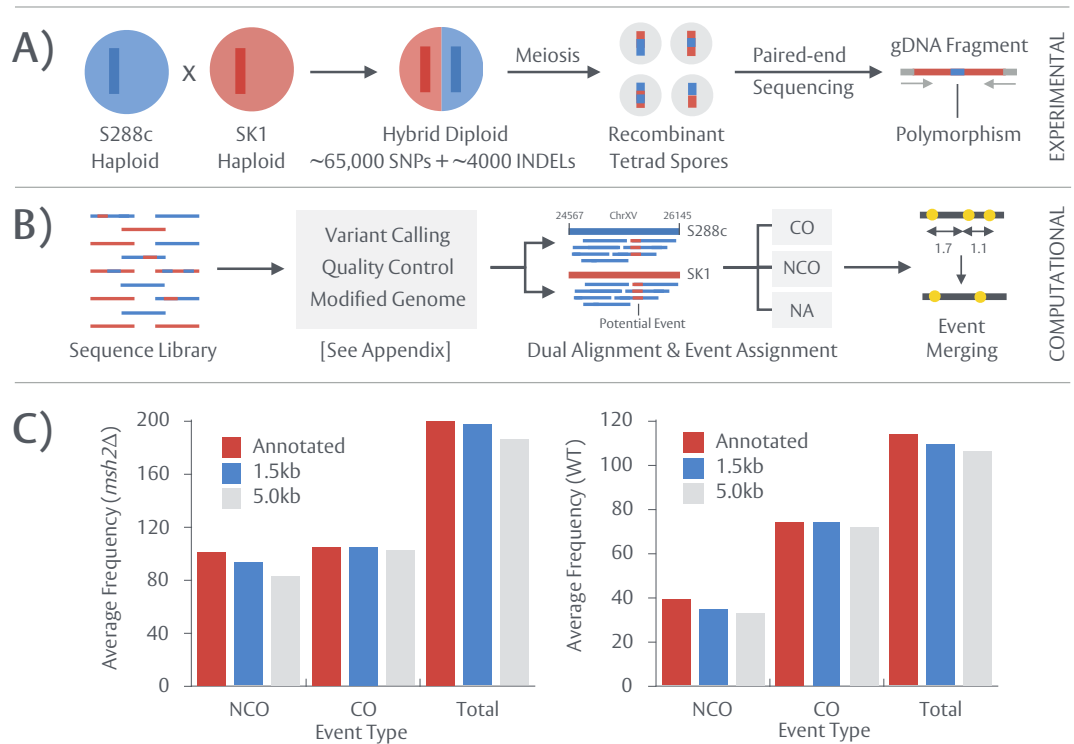 A)
S288c
Haploid
x
SK1
Haploid
Hybrid Diploid
~65,000 SNPs + ~4000 INDELs
Meiosis
Recombinant
Tetrad Spores
Paired-end
Sequencing
gDNA Fragment
Polymorphism
EXPERIMENTAL
B)
Sequence Library
Variant Calling
Quality Control
Modified Genome
[See Appendix]
24567 ChrXV 26145
S288c
SK1
Potential Event
Dual Alignment & Event Assignment
CO
NCO
NA
1.7 1.1
Event
Merging
COMPUTATIONAL
C)
Average Frequency (msh2Δ)
200
160
120
80
40
0
Annotated
1.5kb
5.0kb
NCO CO Total
Event Type
Average Frequency (WT)
120
100
80
60
40
20
0
Annotated
1.5kb
5.0kb
NCO CO Total
Event Type